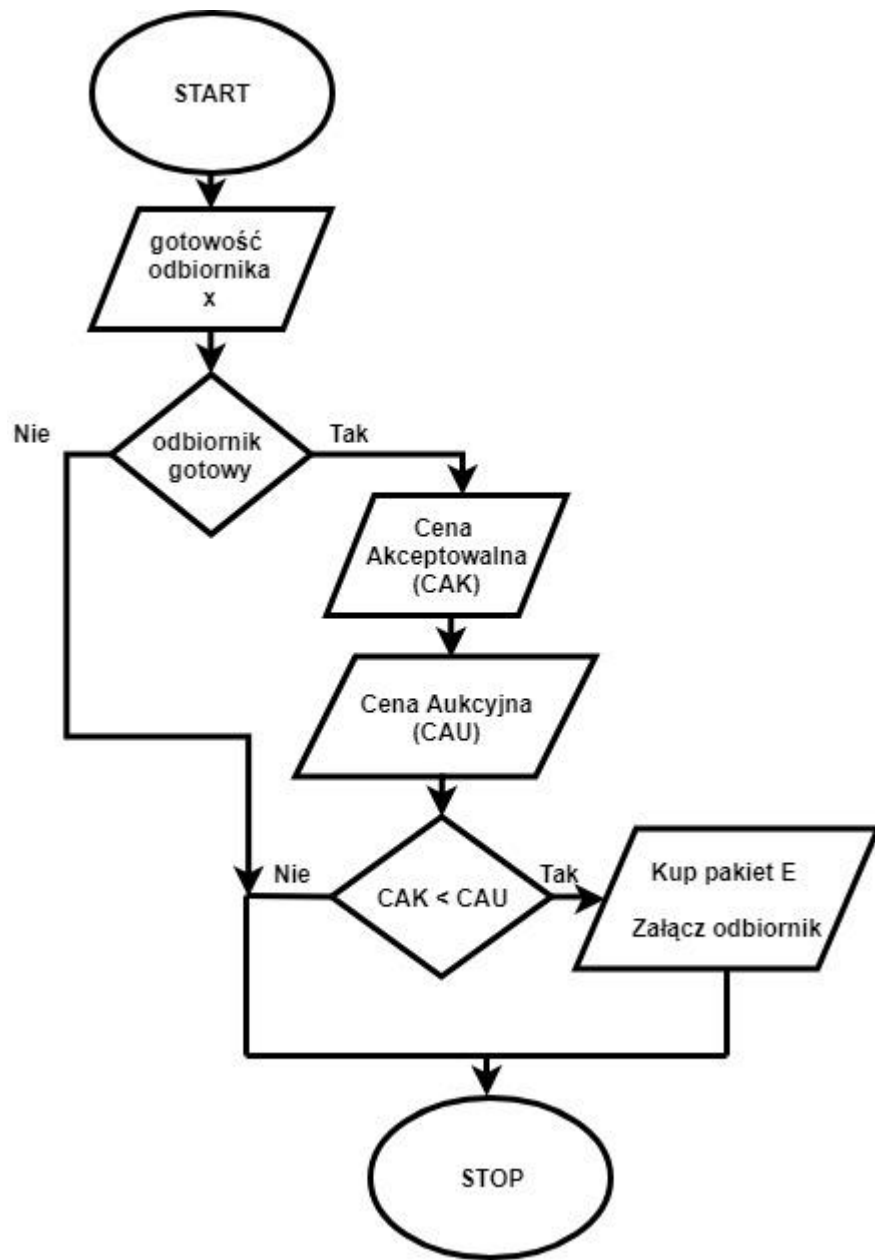 START
gotowość
odbiornika
x
Nie
odbiornik
gotowy
Tak
Cena
Akceptowalna
(CAK)
Cena Aukcyjna
(CAU)
Nie
CAK < CAU
Tak
Kup pakiet E
Załącz odbiornik
STOP